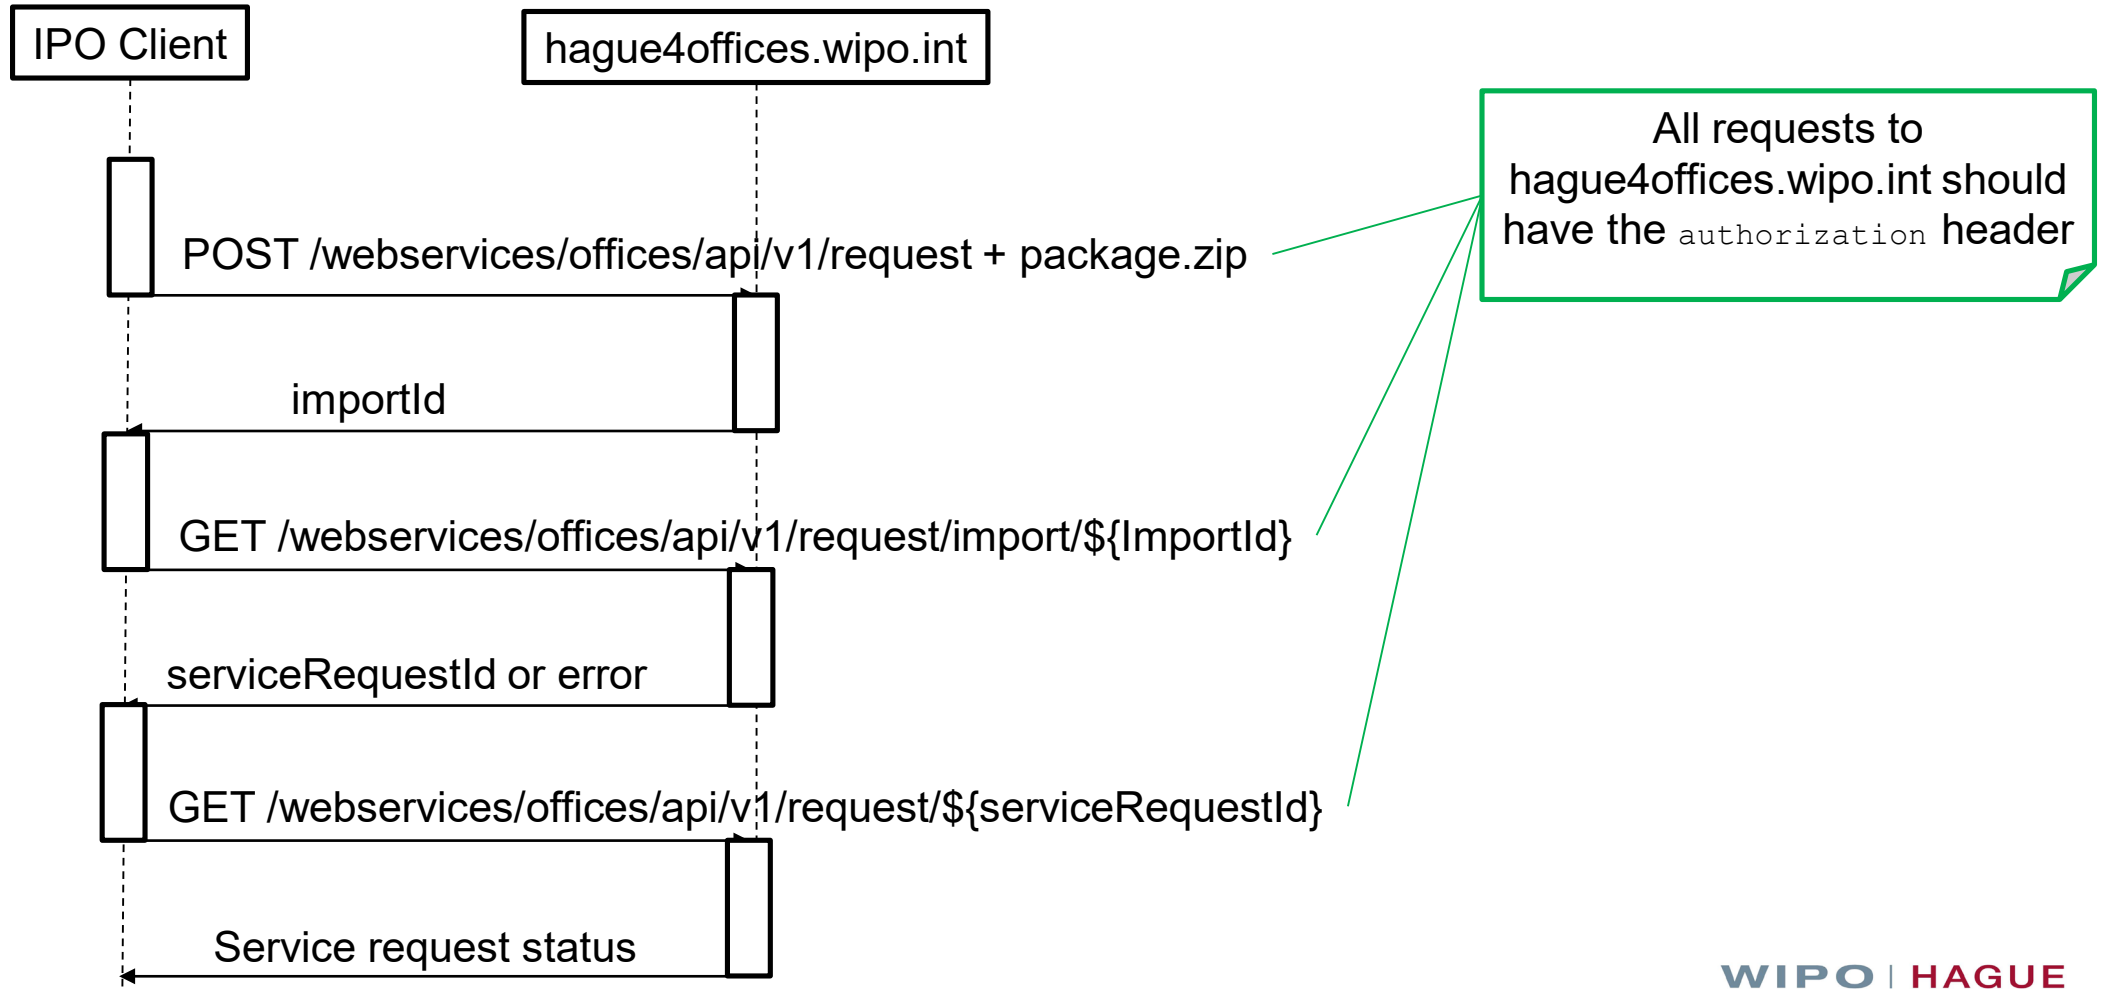 IPO Client
hague4offices.wipo.int
All requests to
hague4offices.wipo.int should
have the authorization header
POST /webservices/offices/api/v1/request + package.zip
importId
GET /webservices/offices/api/v1/request/import/${ImportId}
serviceRequestId or error
GET /webservices/offices/api/v1/request/${serviceRequestId}
Service request status
WIPO | HAGUE